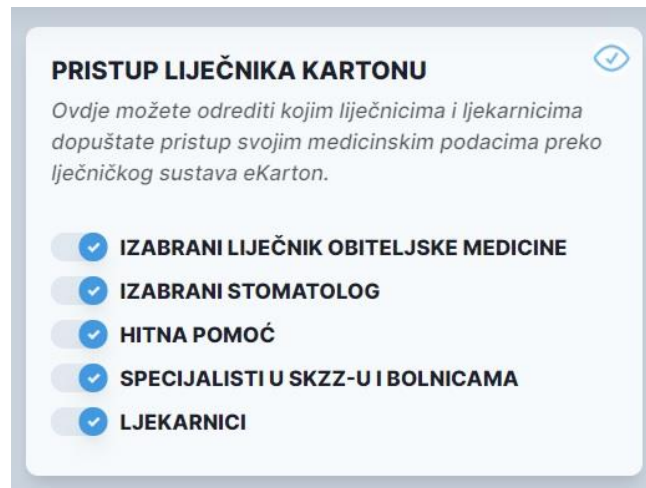 PRISTUP LIJEČNIKA KARTONU
Ovdje možete odrediti kojim liječnicima i ljekarnicima
dopuštate pristup svojim medicinskim podacima preko
lječničkog sustava eKarton.
IZABRANI LIJEČNIK OBITELJSKE MEDICINE
IZABRANI STOMATOLOG
HITNA POMOĆ
SPECIJALISTI U SKZZ-U I BOLNICAMA
LJEKARNICI